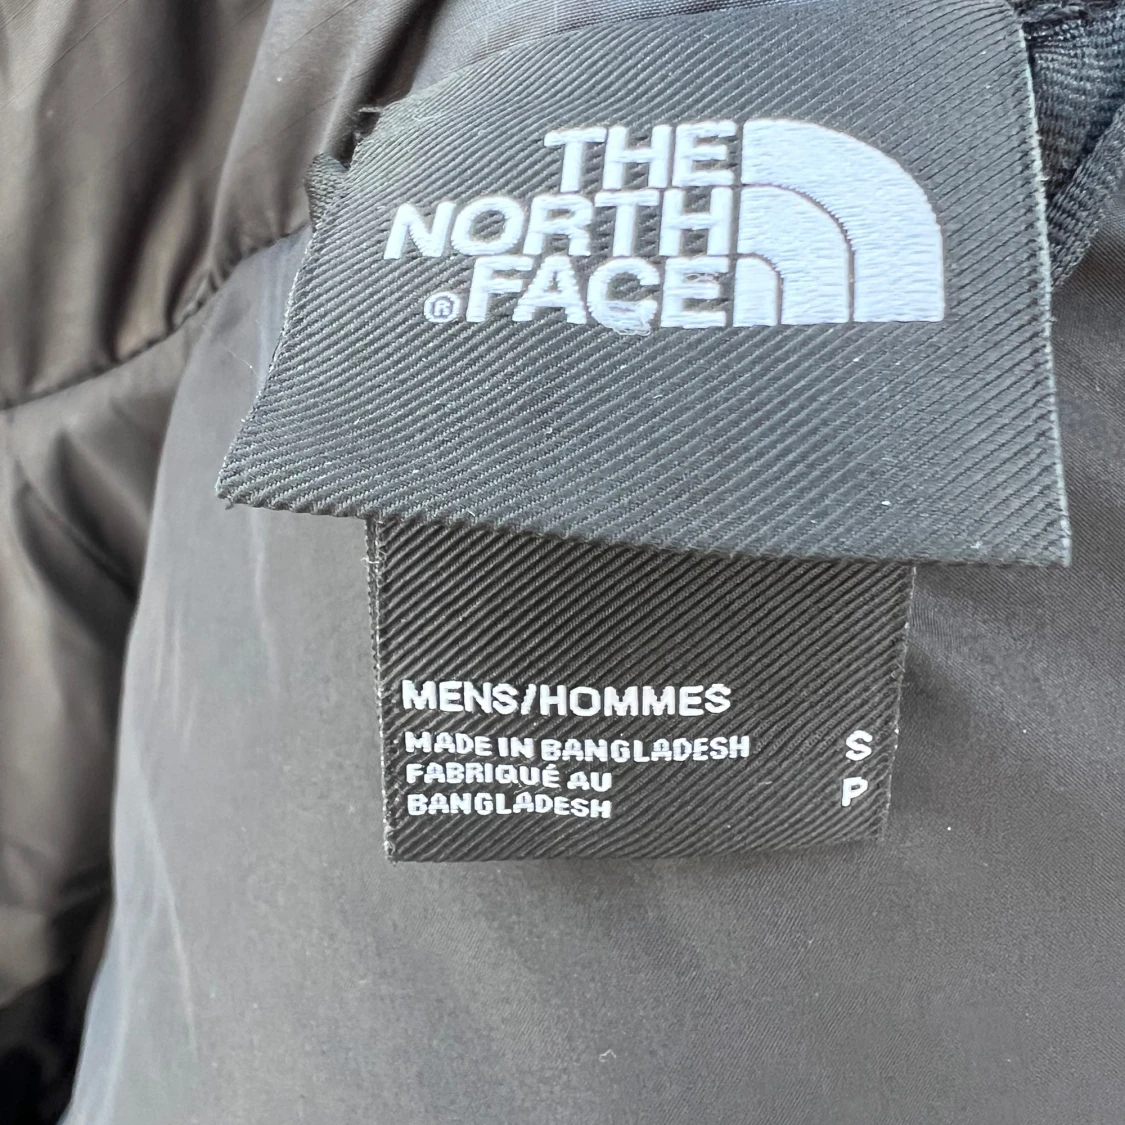 THE
NORTH
®FACE
MENS/HOMMES
MADE IN BANGLADESH S
FABRIQUÉ AU P
BANGLADESH